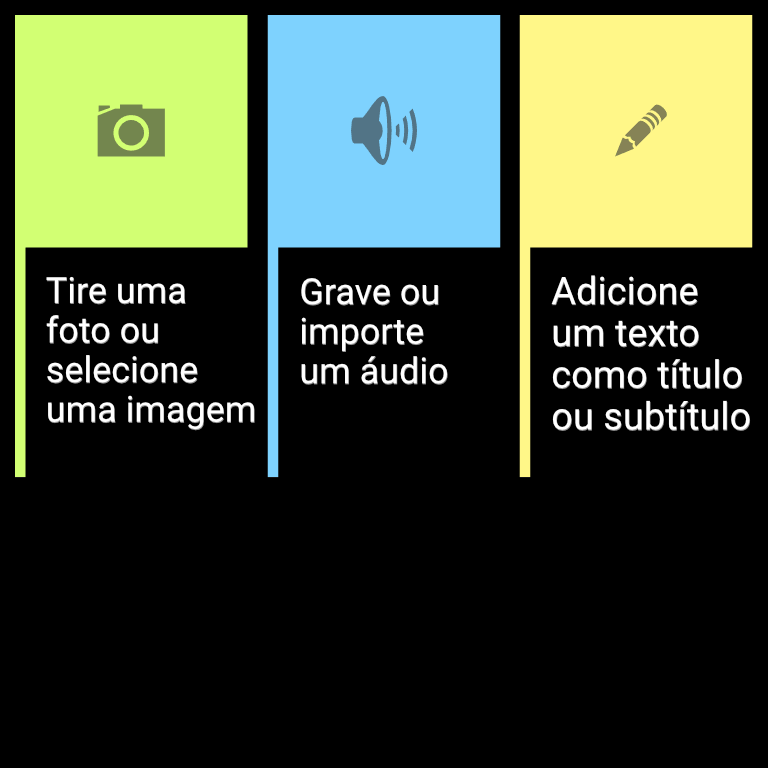 Tire uma
foto ou
selecione
uma imagem
Grave ou
importe
um áudio
Adicione
um texto
como título
ou subtítulo